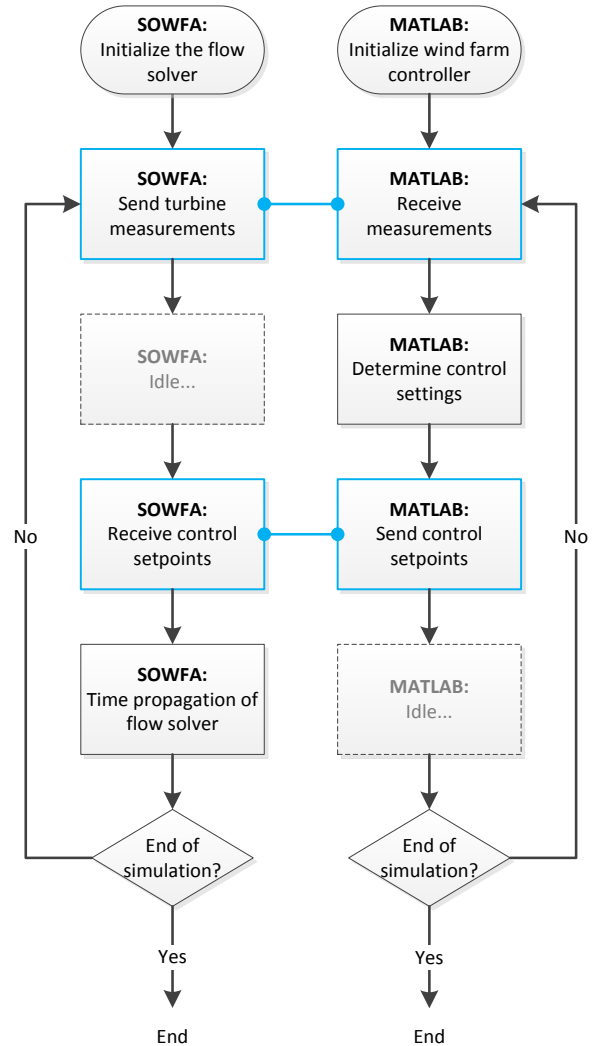 SOWFA:
Initialize the flow
solver
MATLAB:
Initialize wind farm
controller
SOWFA:
Send turbine
measurements
MATLAB:
Receive
measurements
SOWFA:
Idle...
MATLAB:
Determine control
settings
SOWFA:
Receive control
setpoints
MATLAB:
Send control
setpoints
No
No
SOWFA:
Time propagation of
flow solver
MATLAB:
Idle...
End of
simulation?
End of
simulation?
Yes
Yes
End
End